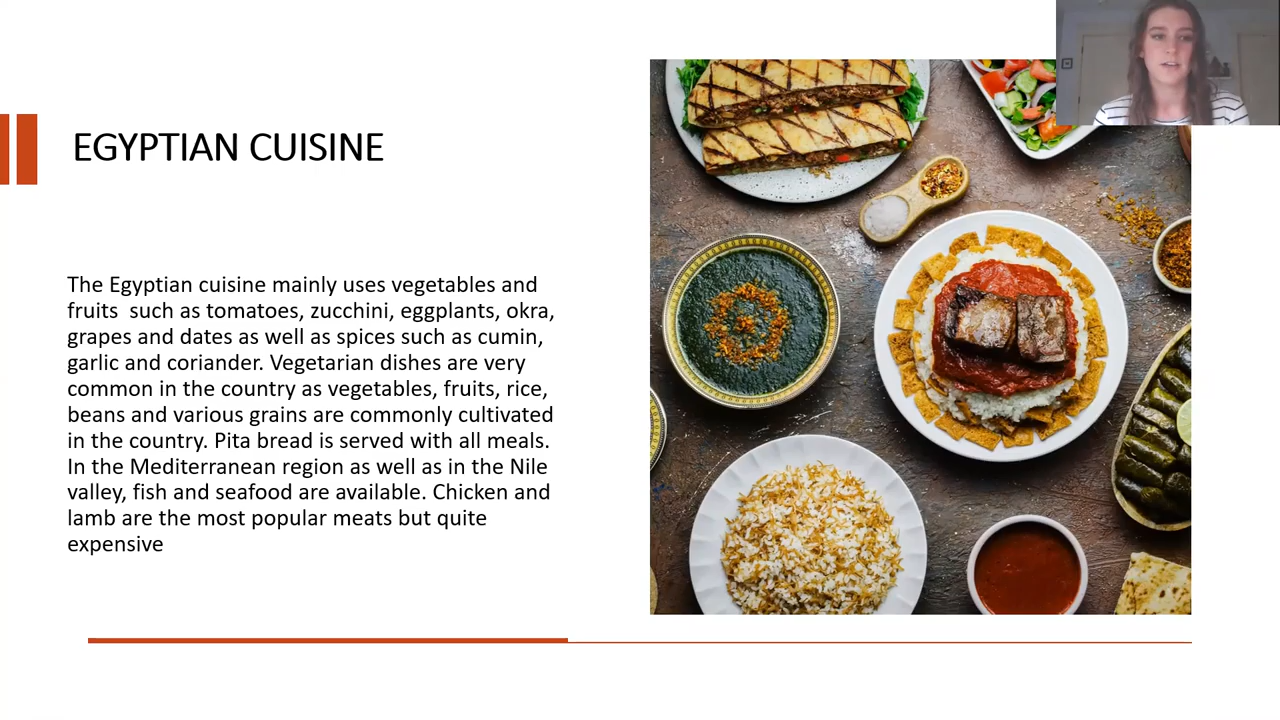 EGYPTIAN CUISINE
The Egyptian cuisine mainly uses vegetables and
fruits  such as tomatoes, zucchini, eggplants, okra,
grapes and dates as well as spices such as cumin,
garlic and coriander. Vegetarian dishes are very
common in the country as vegetables, fruits, rice,
beans and various grains are commonly cultivated
in the country. Pita bread is served with all meals.
In the Mediterranean region as well as in the Nile
valley, fish and seafood are available. Chicken and
lamb are the most popular meats but quite
expensive